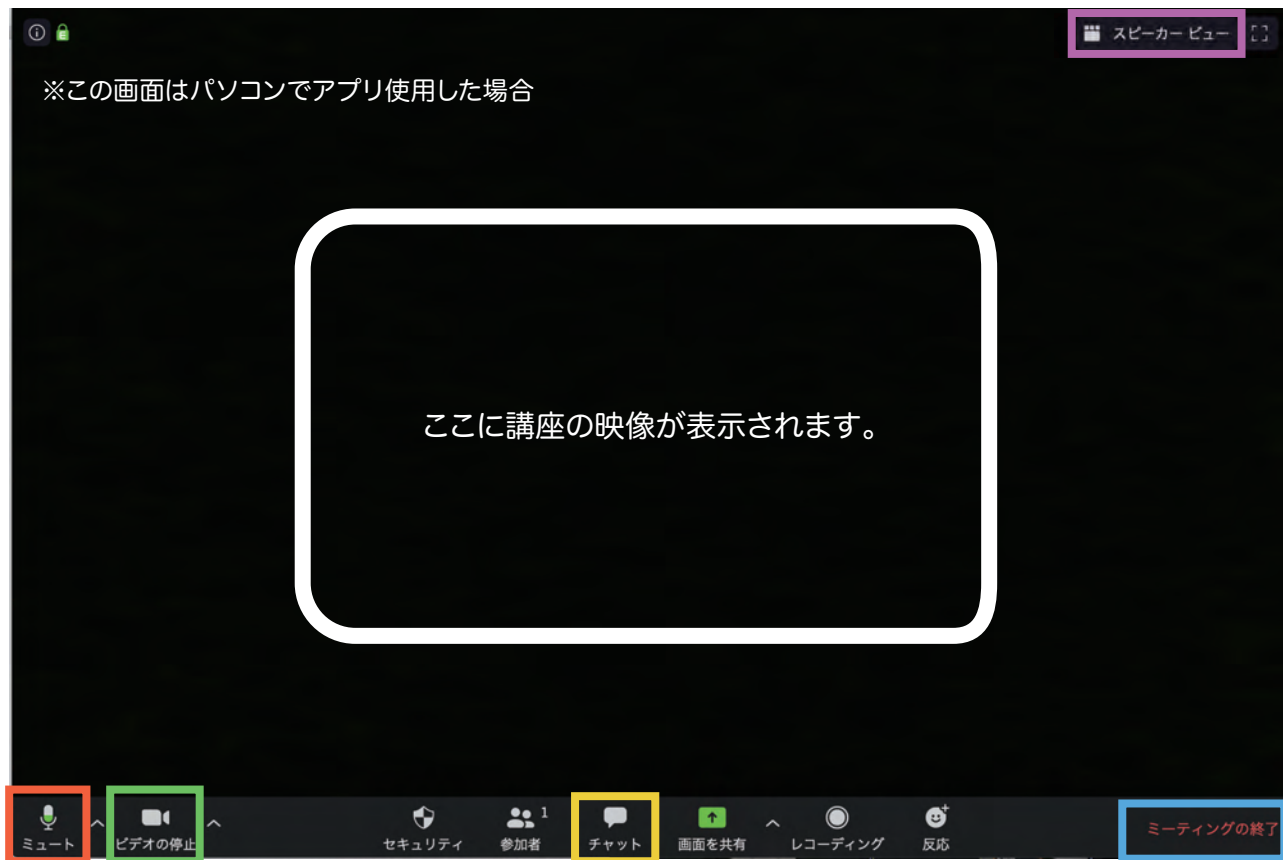 スピーカー ビュー
※この画面はパソコンでアプリ使用した場合
ここに講座の映像が表示されます。
ミュート
ビデオの停止
セキュリティ
参加者 1
チャット
画面を共有
レコーディング
反応
ミーティングの終了